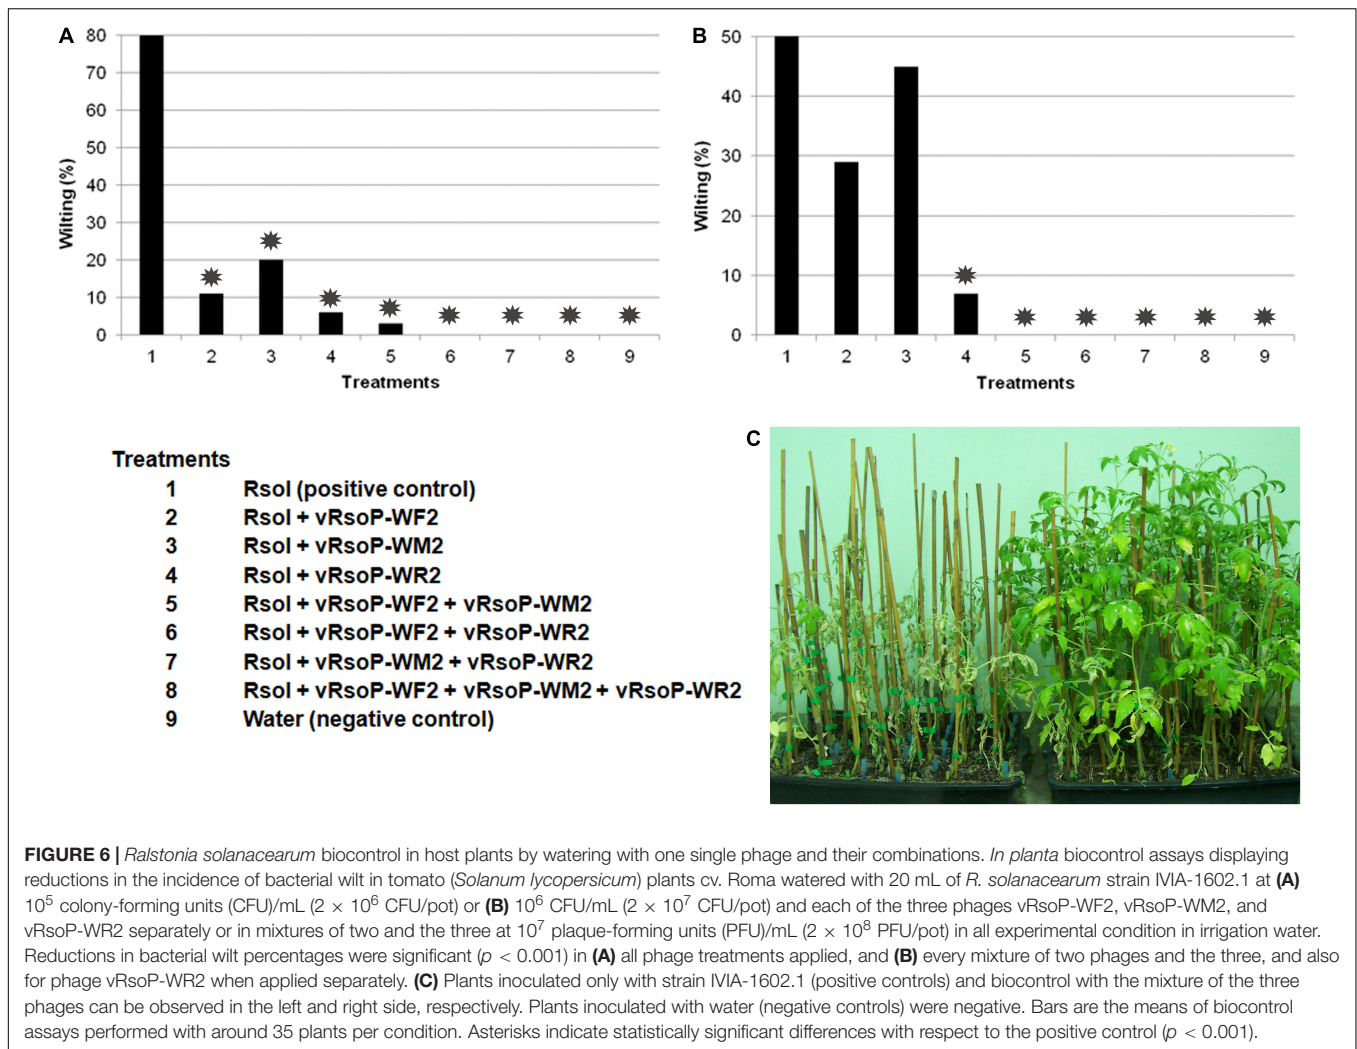 A
80
70
60
50
40
30
20
10
0
Wilting (%)
1 2 3 4 5 6 7 8 9
Treatments
B
50
40
30
20
10
0
Wilting (%)
1 2 3 4 5 6 7 8 9
Treatments
Treatments
1 Rsol (positive control)
2 Rsol + vRsoP-WF2
3 Rsol + vRsoP-WM2
4 Rsol + vRsoP-WR2
5 Rsol + vRsoP-WF2 + vRsoP-WM2
6 Rsol + vRsoP-WF2 + vRsoP-WR2
7 Rsol + vRsoP-WM2 + vRsoP-WR2
8 Rsol + vRsoP-WF2 + vRsoP-WM2 + vRsoP-WR2
9 Water (negative control)
C
FIGURE 6 | Ralstonia solanacearum biocontrol in host plants by watering with one single phage and their combinations. In planta biocontrol assays displaying
reductions in the incidence of bacterial wilt in tomato (Solanum lycopersicum) plants cv. Roma watered with 20 mL of R. solanacearum strain IVIA-1602.1 at (A)
10⁵ colony-forming units (CFU)/mL (2 × 10⁶ CFU/pot) or (B) 10⁶ CFU/mL (2 × 10⁷ CFU/pot) and each of the three phages vRsoP-WF2, vRsoP-WM2, and
vRsoP-WR2 separately or in mixtures of two and the three at 10⁷ plaque-forming units (PFU)/mL (2 × 10⁸ PFU/pot) in all experimental condition in irrigation water.
Reductions in bacterial wilt percentages were significant (p < 0.001) in (A) all phage treatments applied, and (B) every mixture of two phages and the three, and also
for phage vRsoP-WR2 when applied separately. (C) Plants inoculated only with strain IVIA-1602.1 (positive controls) and biocontrol with the mixture of the three
phages can be observed in the left and right side, respectively. Plants inoculated with water (negative controls) were negative. Bars are the means of biocontrol
assays performed with around 35 plants per condition. Asterisks indicate statistically significant differences with respect to the positive control (p < 0.001).